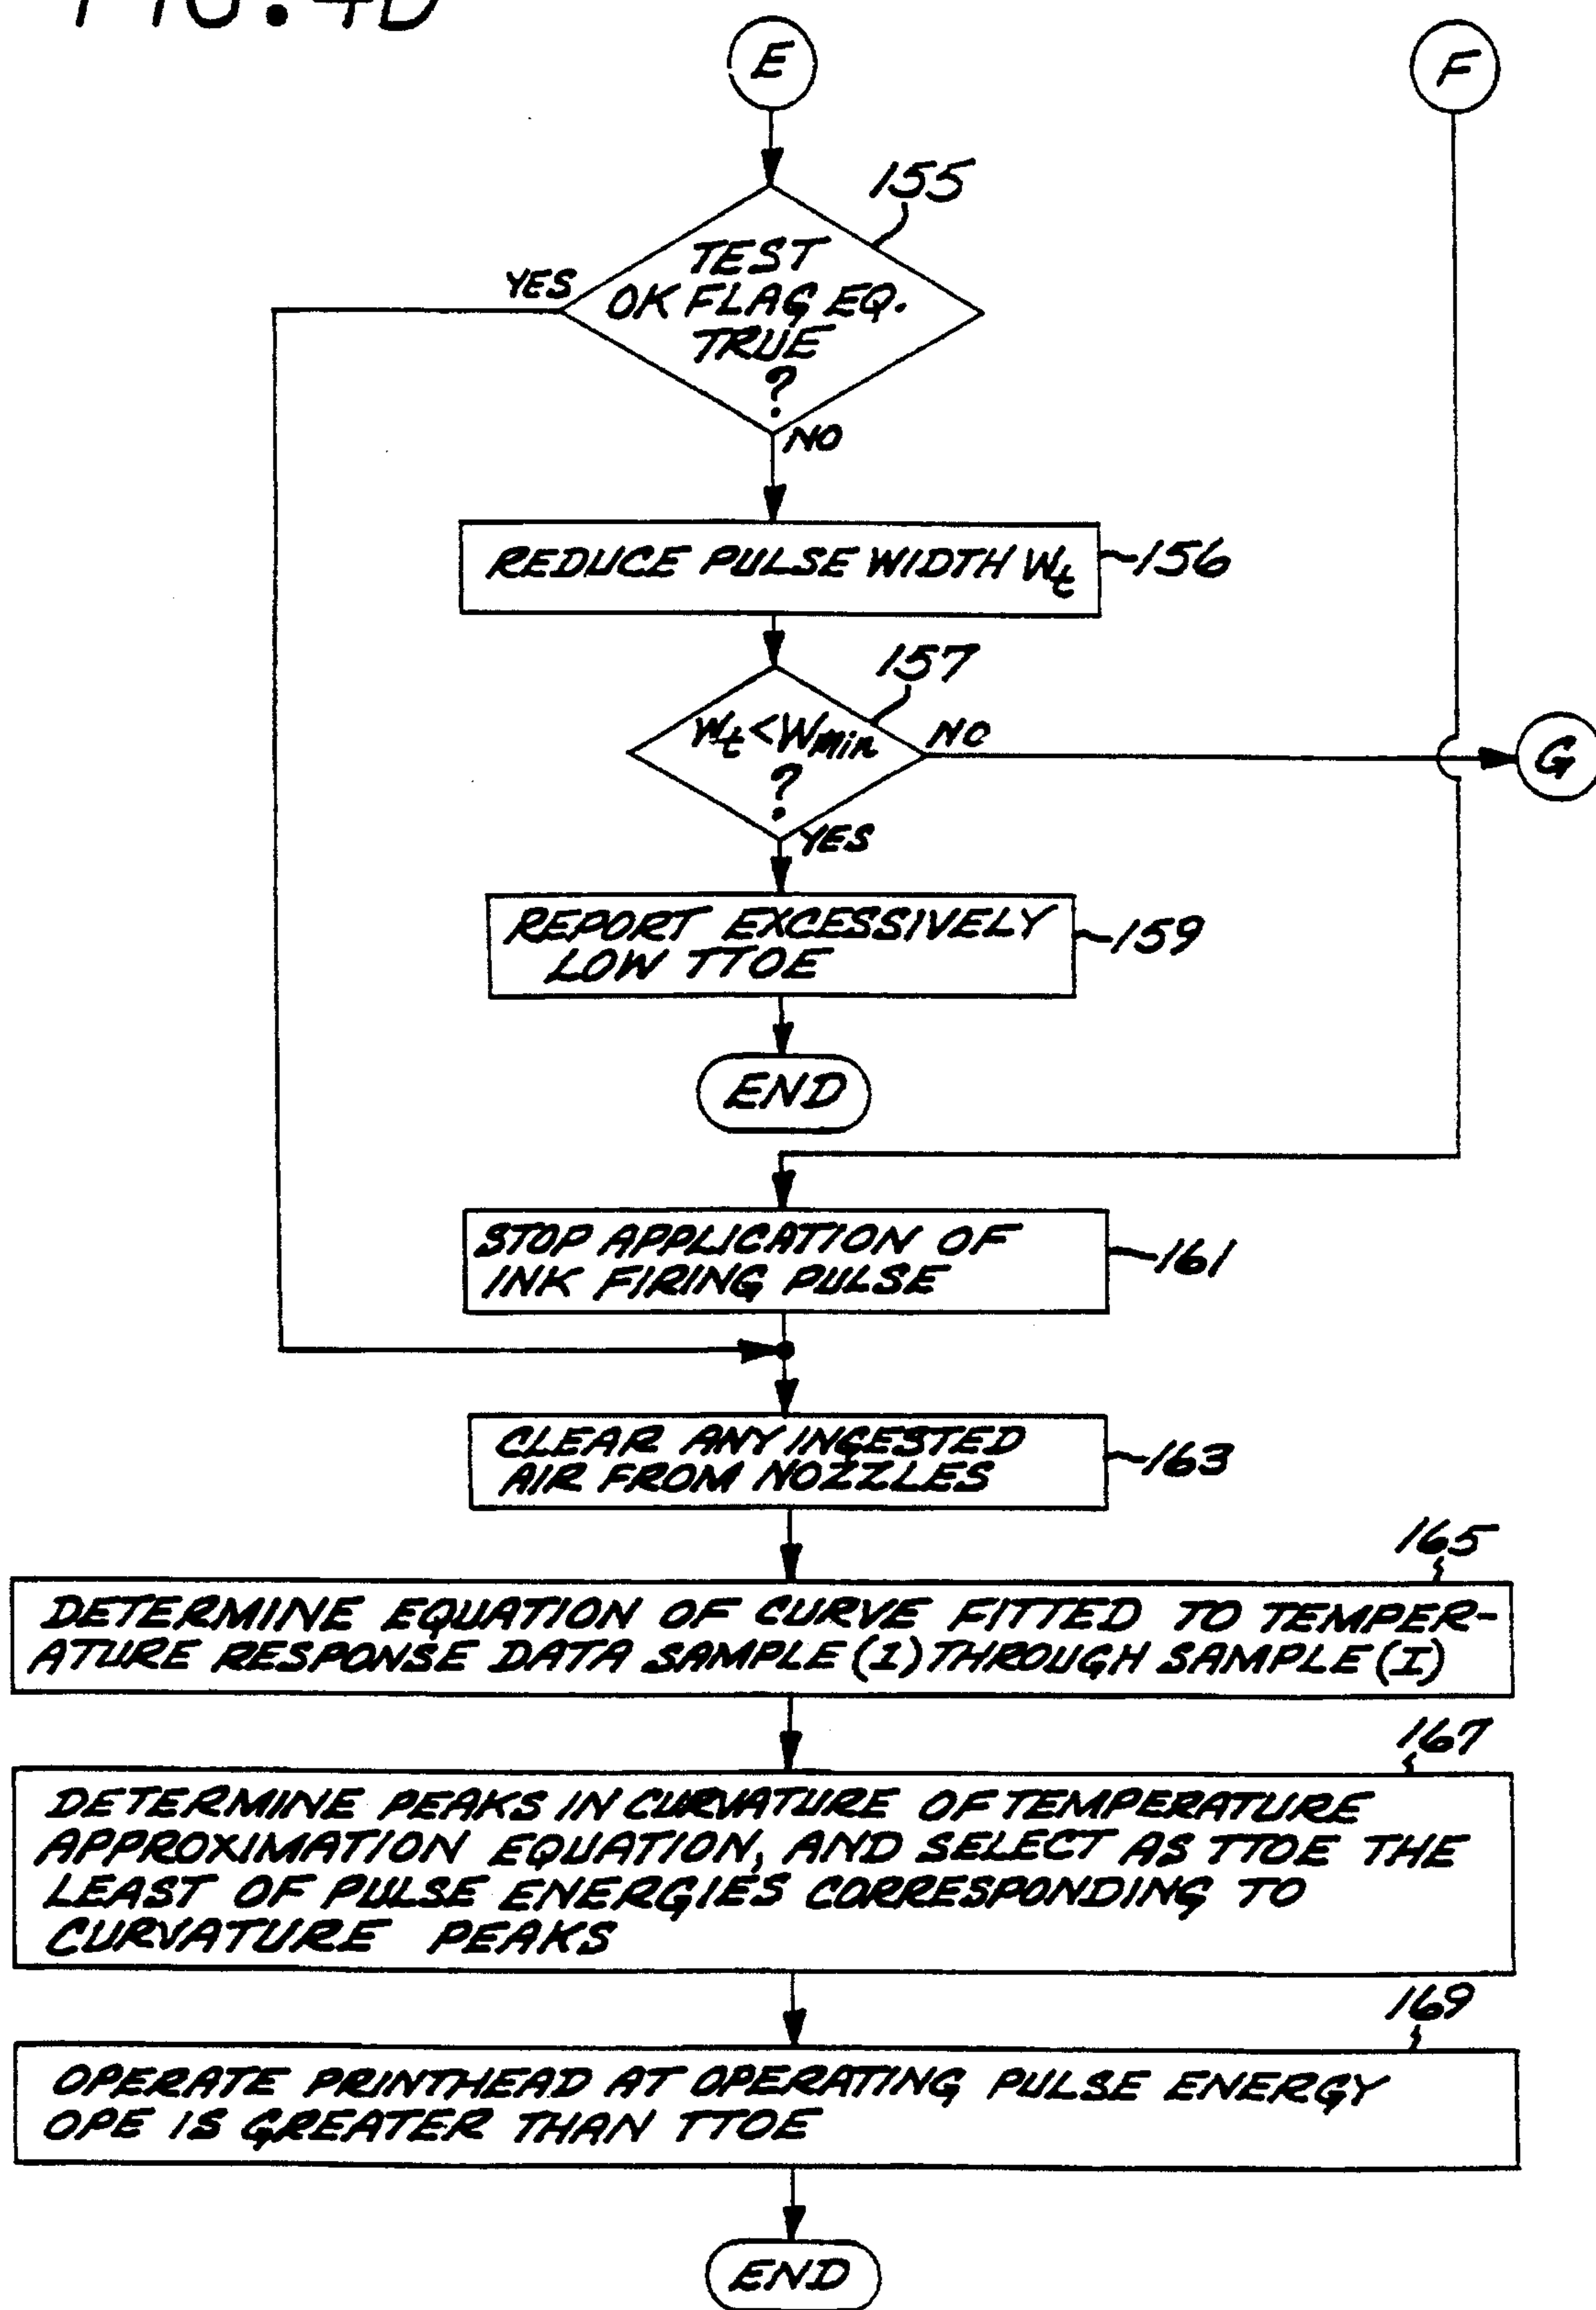 FIG. 4D
E
F
155
TEST
OK FLAG EQ.
TRUE
?
YES
NO
REDUCE PULSE WIDTH Wt
156
157
Wt < Wmin
?
NO
G
YES
REPORT EXCESSIVELY
LOW TTOE
159
END
STOP APPLICATION OF
INK FIRING PULSE
161
CLEAR ANY INGESTED
AIR FROM NOZZLES
163
165
DETERMINE EQUATION OF CURVE FITTED TO TEMPER-
ATURE RESPONSE DATA SAMPLE (1) THROUGH SAMPLE (I)
167
DETERMINE PEAKS IN CURVATURE OF TEMPERATURE
APPROXIMATION EQUATION, AND SELECT AS TTOE THE
LEAST OF PULSE ENERGIES CORRESPONDING TO
CURVATURE PEAKS
169
OPERATE PRINTHEAD AT OPERATING PULSE ENERGY
OPE IS GREATER THAN TTOE
END